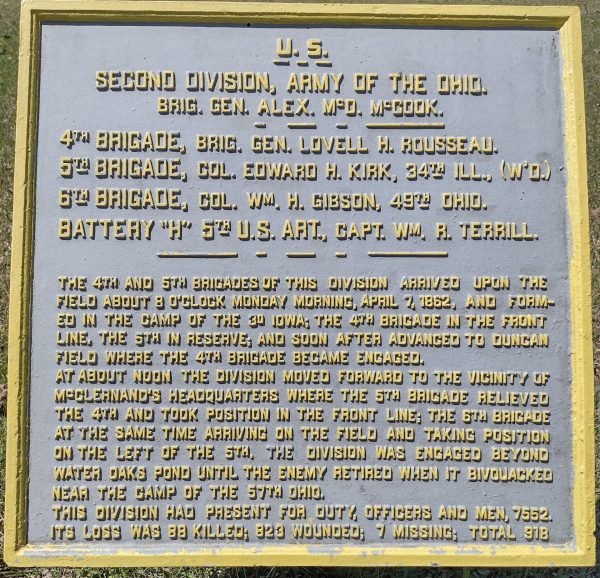 U. S.
SECOND DIVISION, ARMY OF THE OHIO.
BRIG. GEN. ALEX. McD. McCOOK.
4TH BRIGADE, BRIG. GEN. LOVELL H. ROUSSEAU.
5TH BRIGADE, COL. EDWARD H. KIRK, 34TH ILL., (W'D.)
6TH BRIGADE, COL. WM. H. GIBSON, 49TH OHIO.
BATTERY "H" 5TH U.S. ART., CAPT. WM. R. TERRILL.
THE 4TH AND 5TH BRIGADES OF THIS DIVISION ARRIVED UPON THE
FIELD ABOUT 8 O'CLOCK MONDAY MORNING, APRIL 7, 1862, AND FORM-
ED IN THE CAMP OF THE 3D IOWA; THE 4TH BRIGADE IN THE FRONT
LINE, THE 5TH IN RESERVE; AND SOON AFTER ADVANCED TO DUNCAN
FIELD WHERE THE 4TH BRIGADE BECAME ENGAGED.
AT ABOUT NOON THE DIVISION MOVED FORWARD TO THE VICINITY OF
McCLERNAND'S HEADQUARTERS WHERE THE 5TH BRIGADE RELIEVED
THE 4TH AND TOOK POSITION IN THE FRONT LINE; THE 6TH BRIGADE
AT THE SAME TIME ARRIVING ON THE FIELD AND TAKING POSITION
ON THE LEFT OF THE 5TH. THE DIVISION WAS ENGAGED BEYOND
WATER OAKS POND UNTIL THE ENEMY RETIRED WHEN IT BIVOUACKED
NEAR THE CAMP OF THE 57TH OHIO.
THIS DIVISION HAD PRESENT FOR DUTY, OFFICERS AND MEN, 7552.
ITS LOSS WAS 88 KILLED; 823 WOUNDED; 7 MISSING; TOTAL 918